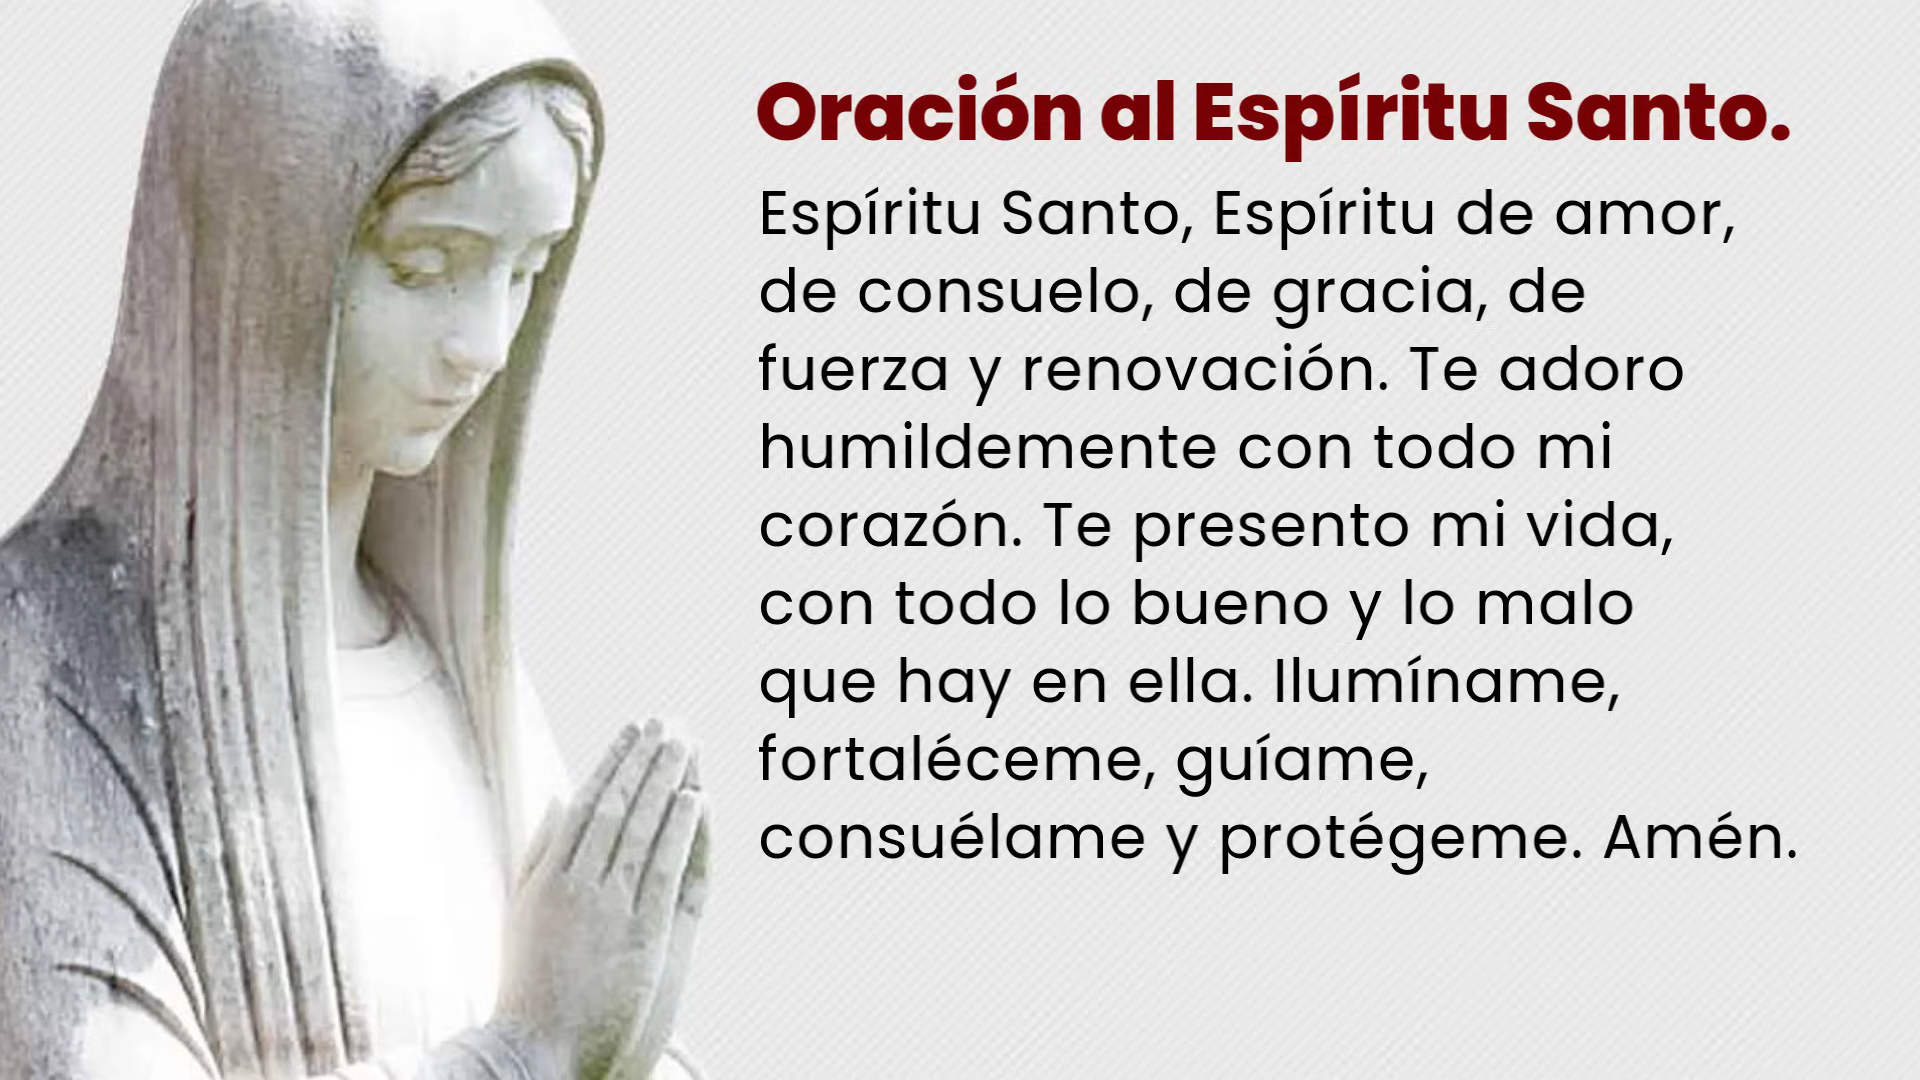 Oración al Espíritu Santo.
Espíritu Santo, Espíritu de amor,
de consuelo, de gracia, de
fuerza y renovación. Te adoro
humildemente con todo mi
corazón. Te presento mi vida,
con todo lo bueno y lo malo
que hay en ella. Ilumíname,
fortaléceme, guíame,
consuélame y protégeme. Amén.